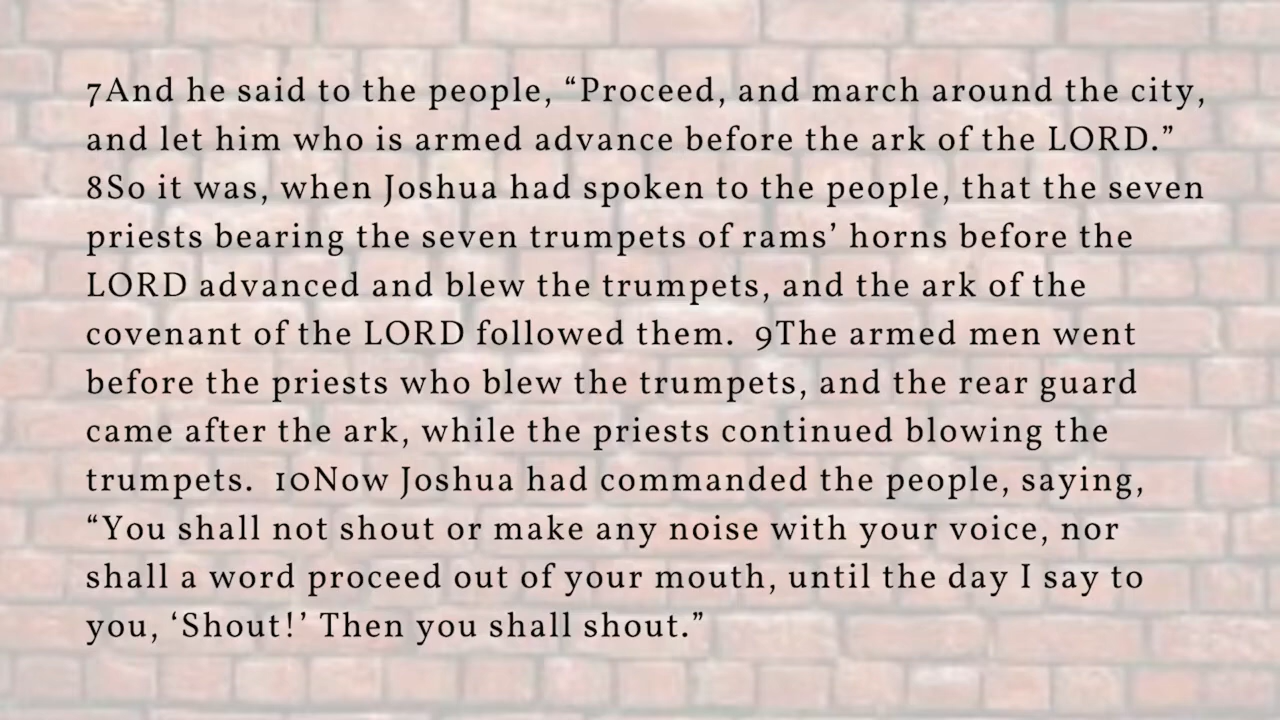 7And he said to the people, “Proceed, and march around the city,
and let him who is armed advance before the ark of the LORD.”
8So it was, when Joshua had spoken to the people, that the seven
priests bearing the seven trumpets of rams’ horns before the
LORD advanced and blew the trumpets, and the ark of the
covenant of the LORD followed them.  9The armed men went
before the priests who blew the trumpets, and the rear guard
came after the ark, while the priests continued blowing the
trumpets.  10Now Joshua had commanded the people, saying,
“You shall not shout or make any noise with your voice, nor
shall a word proceed out of your mouth, until the day I say to
you, ‘Shout!’ Then you shall shout.”